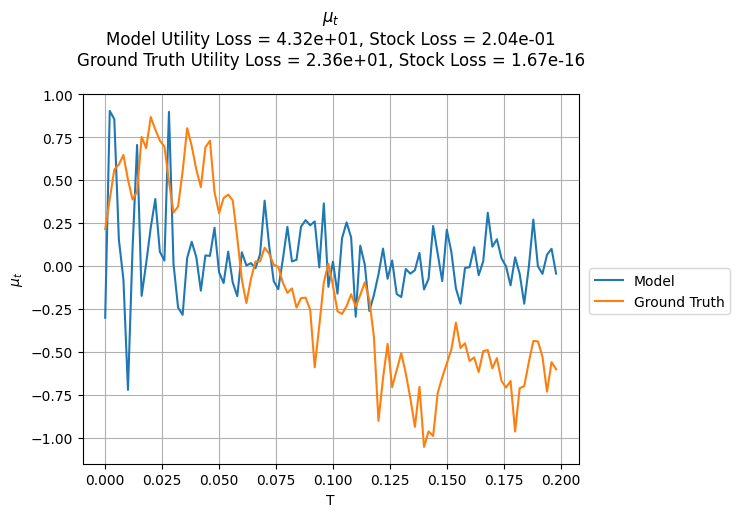 μt
Model Utility Loss = 4.32e+01, Stock Loss = 2.04e-01
Ground Truth Utility Loss = 2.36e+01, Stock Loss = 1.67e-16
1.00
0.75
0.50
0.25
0.00
−0.25
−0.50
−0.75
−1.00
μt
0.000 0.025 0.050 0.075 0.100 0.125 0.150 0.175 0.200
T
Model
Ground Truth